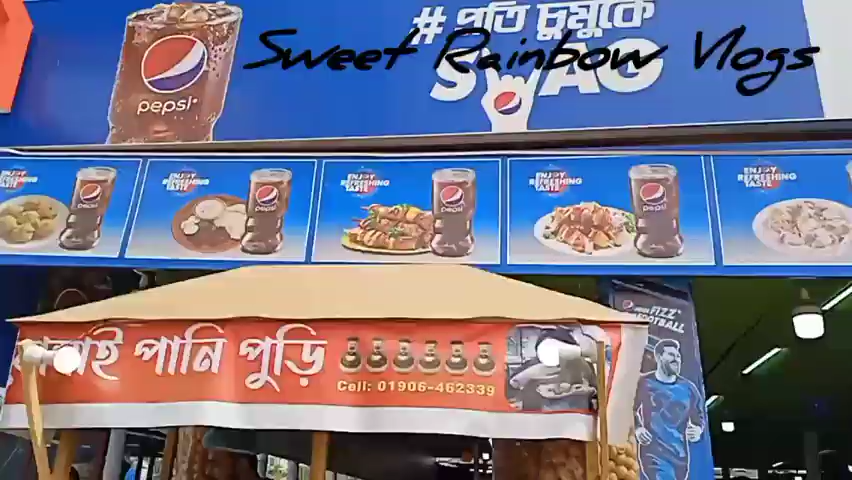 # প্রতি চুমুকে
SWAG
Sweet Rainbow Vlogs
pepsi
ENJOY REFRESHING TASTE
pepsi
ENJOY REFRESHING TASTE
pepsi
ENJOY REFRESHING TASTE
pepsi
ENJOY REFRESHING TASTE
pepsi
ENJOY REFRESHING TASTE
FIZZ
FOOTBALL
পানি পুড়ি
Cell: 01906-462339